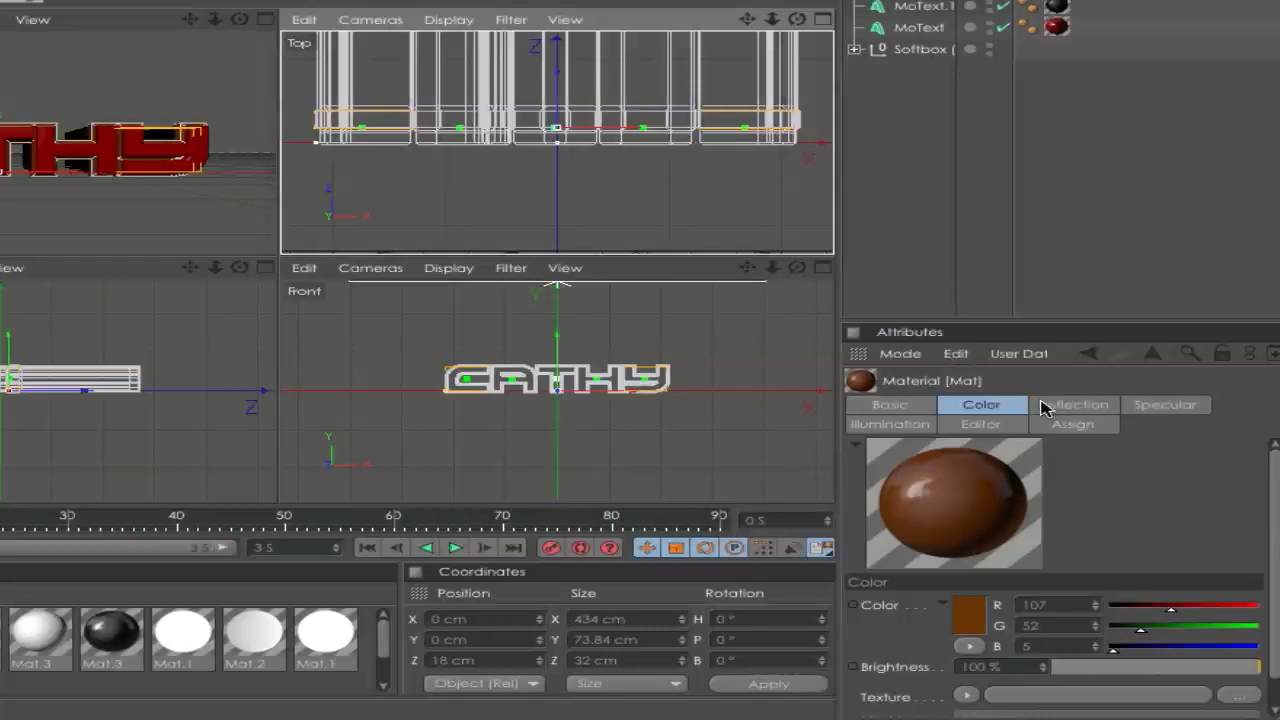 View
Edit Cameras Display Filter View
Top
Z
X
Z
Y X
CATHY
iew
Edit Cameras Display Filter View
Front
Y
Z
X
Y
Z X
CATHY
30 40 50 60 70 80 90 0 S
3 S 3 S
Coordinates
Position Size Rotation
X 0 cm X 434 cm H 0 °
Y 0 cm Y 73.84 cm P 0 °
Z 18 cm Z 32 cm B 0 °
Object (Rel) Size Apply
Mat.3 Mat.3 Mat.1 Mat.2 Mat.1
MoText.1
MoText
Softbox (
Attributes
Mode Edit User Dat
Material [Mat]
Basic Color eflection Specular
Illumination Editor Assign
Color
Color R 107
G 52
B 5
Brightness 100 %
Texture ...